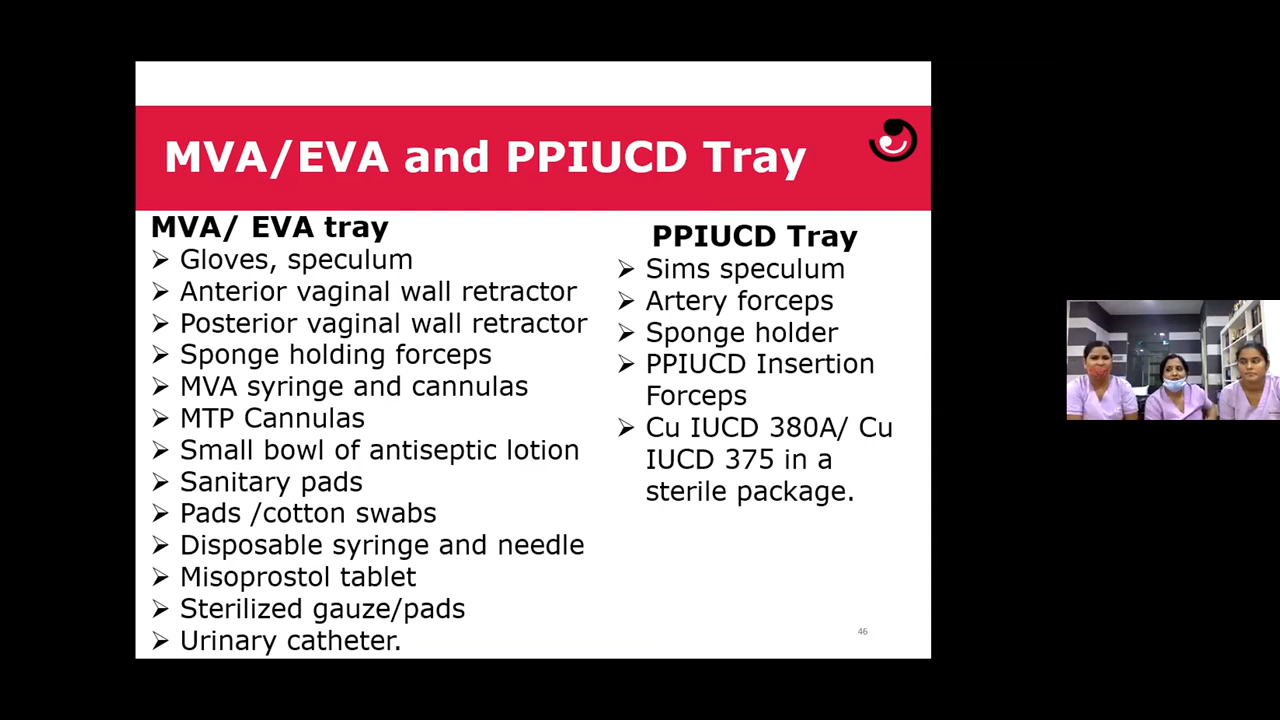 MVA/EVA and PPIUCD Tray
MVA/ EVA tray
➢ Gloves, speculum
➢ Anterior vaginal wall retractor
➢ Posterior vaginal wall retractor
➢ Sponge holding forceps
➢ MVA syringe and cannulas
➢ MTP Cannulas
➢ Small bowl of antiseptic lotion
➢ Sanitary pads
➢ Pads /cotton swabs
➢ Disposable syringe and needle
➢ Misoprostol tablet
➢ Sterilized gauze/pads
➢ Urinary catheter.
PPIUCD Tray
➢ Sims speculum
➢ Artery forceps
➢ Sponge holder
➢ PPIUCD Insertion
Forceps
➢ Cu IUCD 380A/ Cu
IUCD 375 in a
sterile package.
46